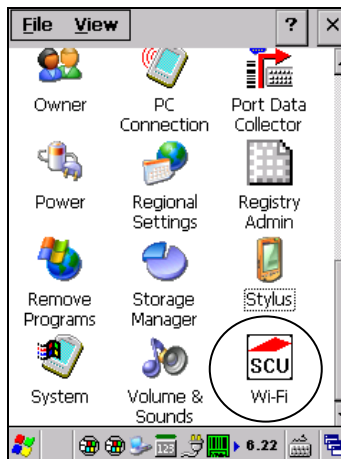 File View ? ×
Owner
PC
Connection
Port Data
Collector
Power
Regional
Settings
Registry
Admin
Remove
Programs
Storage
Manager
Stylus
System
Volume &
Sounds
SCU
Wi-Fi
123
6.22